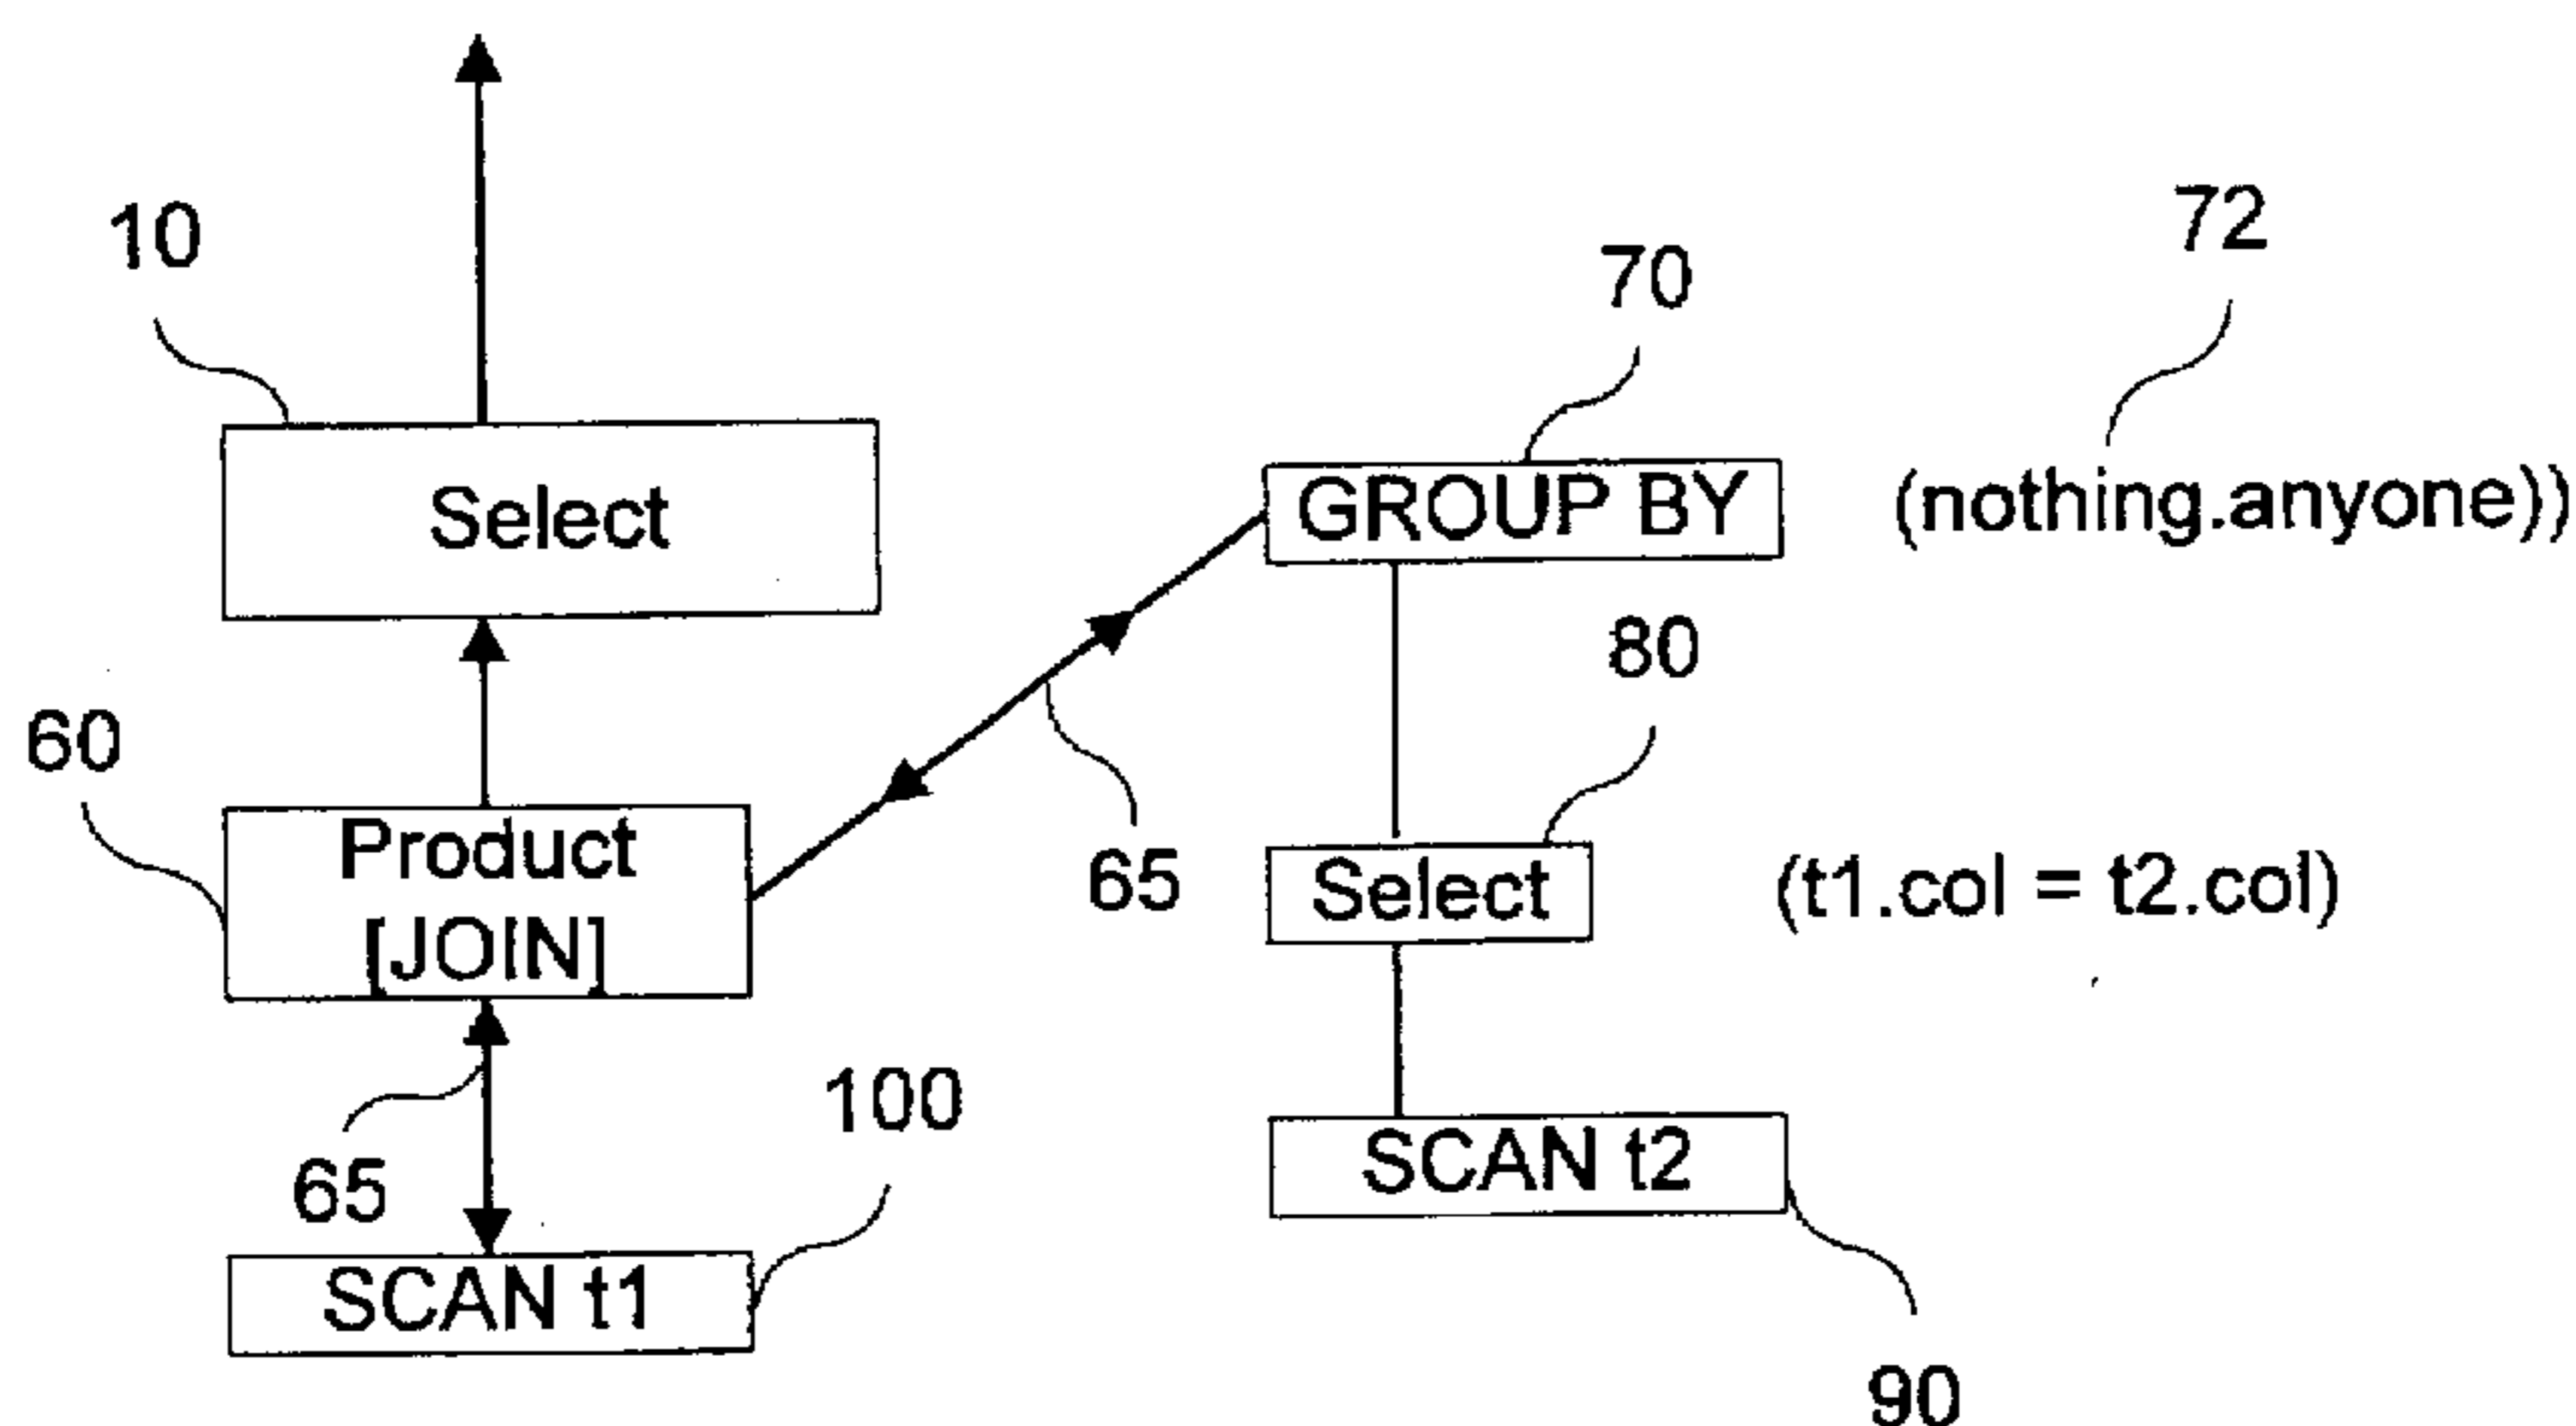 10
72
70
Select
GROUP BY (nothing.anyone))
80
60
Product
[JOIN]
65
Select (t1.col = t2.col)
65
100
SCAN t2
SCAN t1
90